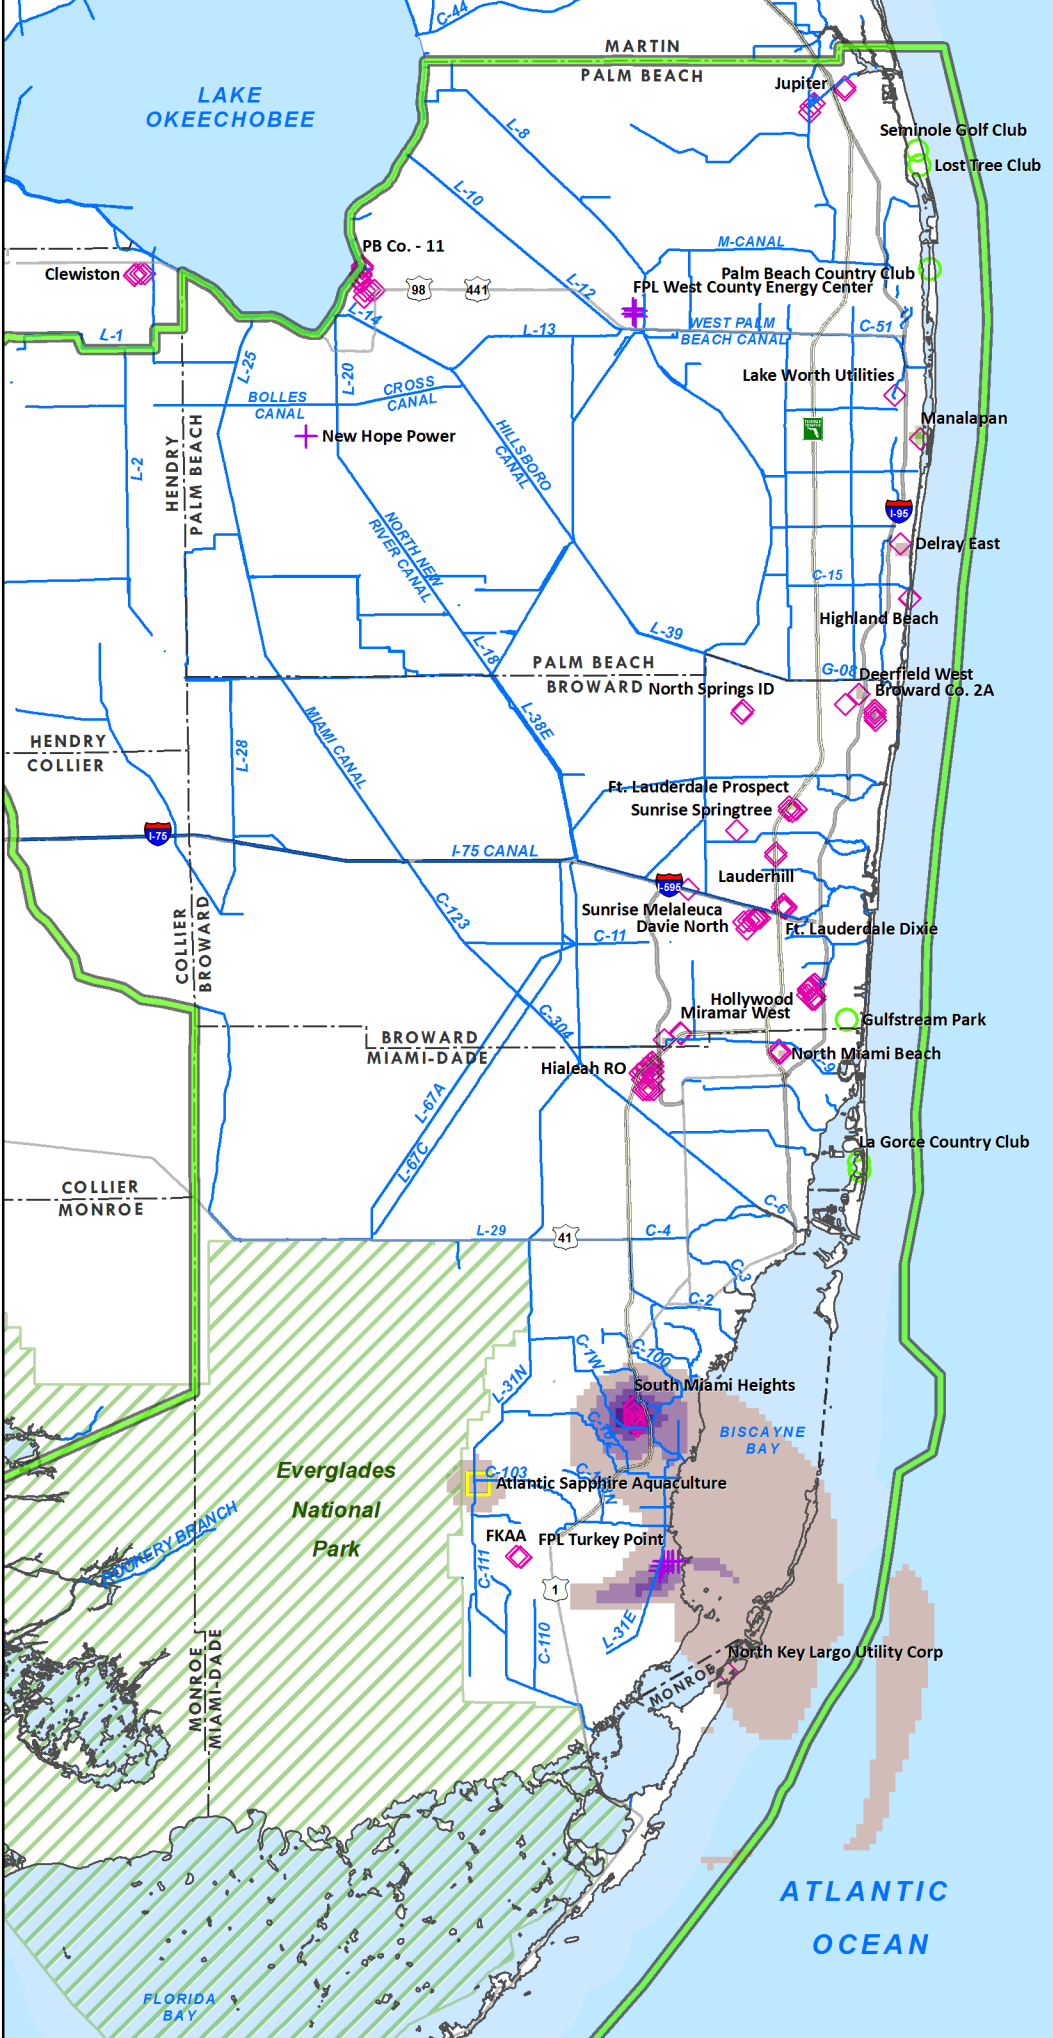 C-44
MARTIN
PALM BEACH
LAKE
OKEECHOBEE
Jupiter
L-8
Seminole Golf Club
Lost Tree Club
L-10
M-CANAL
PB Co. - 11
Clewiston
Palm Beach Country Club
FPL West County Energy Center
98
441
L-12
L-14
L-13
WEST PALM
BEACH CANAL
C-51
L-1
L-25
L-20
CROSS
CANAL
BOLLES
CANAL
Lake Worth Utilities
Manalapan
New Hope Power
HENDRY
PALM BEACH
L-2
HILLSBORO
CANAL
I-95
NORTH NEW
RIVER CANAL
Delray East
C-15
Highland Beach
L-39
L-18
PALM BEACH
BROWARD
G-08
Deerfield West
Broward Co. 2A
North Springs ID
L-38E
MIAMI CANAL
HENDRY
COLLIER
L-28
Ft. Lauderdale Prospect
Sunrise Springtree
I-75
I-75 CANAL
Lauderhill
I-595
C-123
Sunrise Melaleuca
Davie North
Ft. Lauderdale Dixie
COLLIER
BROWARD
C-11
Hollywood
Miramar West
C-304
Gulfstream Park
BROWARD
MIAMI-DADE
North Miami Beach
C-9
Hialeah RO
L-67A
L-67C
La Gorce Country Club
COLLIER
MONROE
C-6
L-29
41
C-4
C-3
C-2
C-1W
C-100
L-31N
South Miami Heights
BISCAYNE
BAY
Everglades
National
Park
C-103
Atlantic Sapphire Aquaculture
ROOKERY BRANCH
FKAA
FPL Turkey Point
C-111
1
C-110
L-31E
MONROE
MIAMI-DADE
North Key Largo Utility Corp
MONROE
ATLANTIC
OCEAN
FLORIDA
BAY